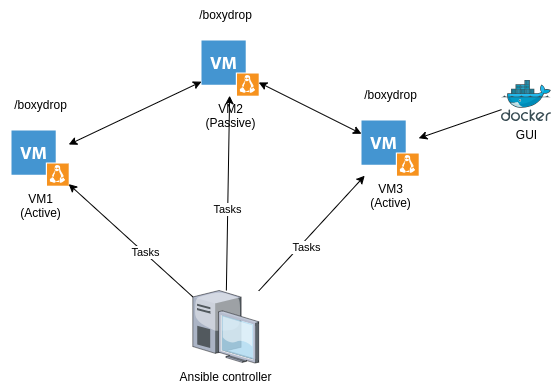 /boxydrop
VM
VM2
(Passive)
/boxydrop
VM
VM1
(Active)
/boxydrop
VM
VM3
(Active)
docker
GUI
Tasks
Tasks
Tasks
Ansible controller